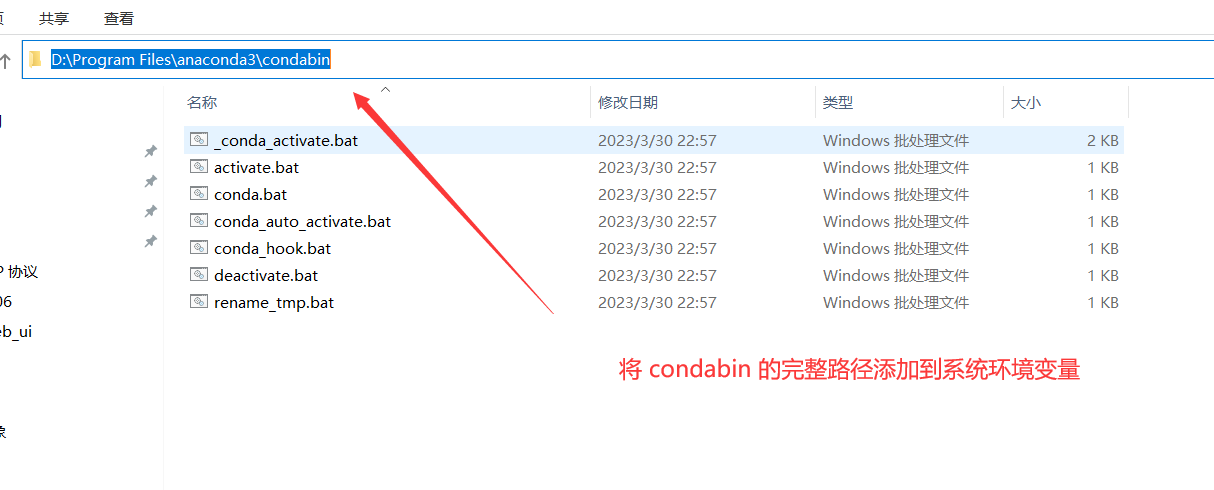 共享 查看
D:\Program Files\anaconda3\condabin
名称 修改日期 类型 大小
_conda_activate.bat 2023/3/30 22:57 Windows 批处理文件 2 KB
activate.bat 2023/3/30 22:57 Windows 批处理文件 1 KB
conda.bat 2023/3/30 22:57 Windows 批处理文件 1 KB
conda_auto_activate.bat 2023/3/30 22:57 Windows 批处理文件 1 KB
conda_hook.bat 2023/3/30 22:57 Windows 批处理文件 1 KB
P 协议
deactivate.bat 2023/3/30 22:57 Windows 批处理文件 1 KB
06
rename_tmp.bat 2023/3/30 22:57 Windows 批处理文件 1 KB
eb_ui
将 condabin 的完整路径添加到系统环境变量